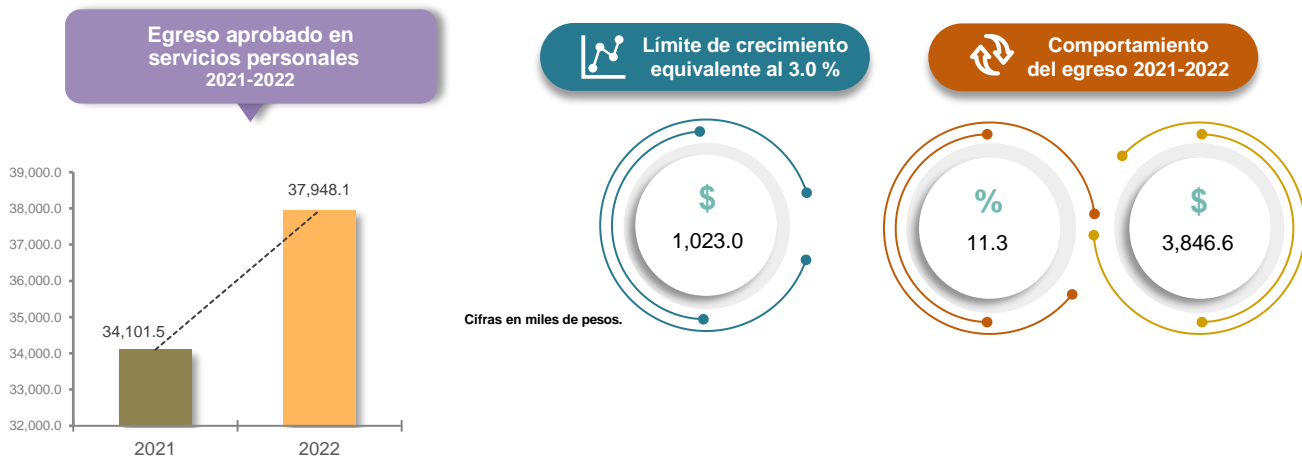 Egreso aprobado en
servicios personales
2021-2022
Límite de crecimiento
equivalente al 3.0 %
Comportamiento
del egreso 2021-2022
39,000.0
38,000.0
37,000.0
36,000.0
35,000.0
34,000.0
33,000.0
32,000.0
34,101.5
37,948.1
2021
2022
$
1,023.0
%
11.3
$
3,846.6
Cifras en miles de pesos.